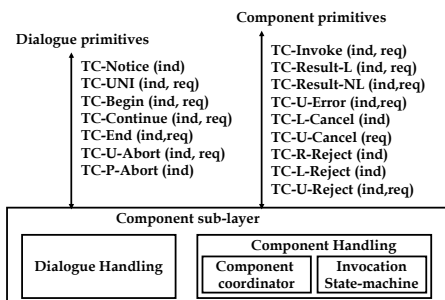 Component primitives
Dialogue primitives
TC-Notice (ind)
TC-UNI (ind, req)
TC-Begin (ind, req)
TC-Continue (ind, req)
TC-End (ind,req)
TC-U-Abort (ind, req)
TC-P-Abort (ind)
TC-Invoke (ind, req)
TC-Result-L (ind, req)
TC-Result-NL (ind,req)
TC-U-Error (ind,req)
TC-L-Cancel (ind)
TC-U-Cancel (req)
TC-R-Reject (ind)
TC-L-Reject (ind)
TC-U-Reject (ind,req)
Component sub-layer
Dialogue Handling
Component Handling
Component
coordinator
Invocation
State-machine